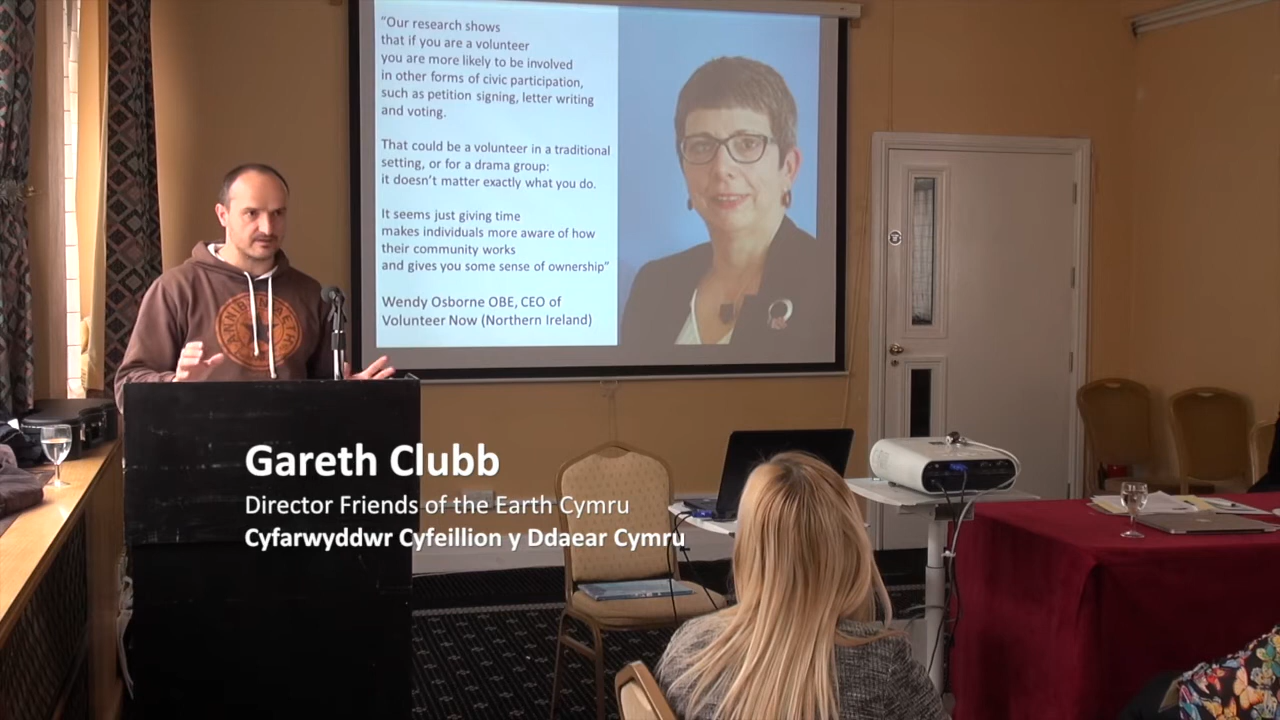 “Our research shows
that if you are a volunteer
you are more likely to be involved
in other forms of civic participation,
such as petition signing, letter writing
and voting.
That could be a volunteer in a traditional
setting, or for a drama group:
it doesn’t matter exactly what you do.
It seems just giving time
makes individuals more aware of how
their community works
and gives you some sense of ownership”
Wendy Osborne OBE, CEO of
Volunteer Now (Northern Ireland)
Gareth Clubb
Director Friends of the Earth Cymru
Cyfarwyddwr Cyfeillion y Ddaear Cymru